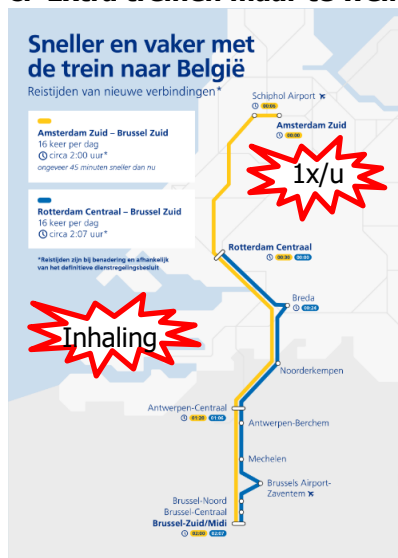 Sneller en vaker met
de trein naar België
Reistijden van nieuwe verbindingen*
Amsterdam Zuid – Brussel Zuid
16 keer per dag
circa 2:00 uur*
ongeveer 45 minuten sneller dan nu
Rotterdam Centraal – Brussel Zuid
16 keer per dag
circa 2:07 uur*
*Reistijden zijn bij benadering en afhankelijk
van het definitieve dienstregelingsbesluit
Schiphol Airport
00:06
Amsterdam Zuid
00:00
1x/u
Rotterdam Centraal
00:30 00:00
Inhaling
Breda
00:24
Noorderkempen
Antwerpen-Centraal
Antwerpen-Berchem
Mechelen
Brussels Airport-
Zaventem
Brussel-Noord
Brussel-Centraal
Brussel-Zuid/Midi
02:00 02:07